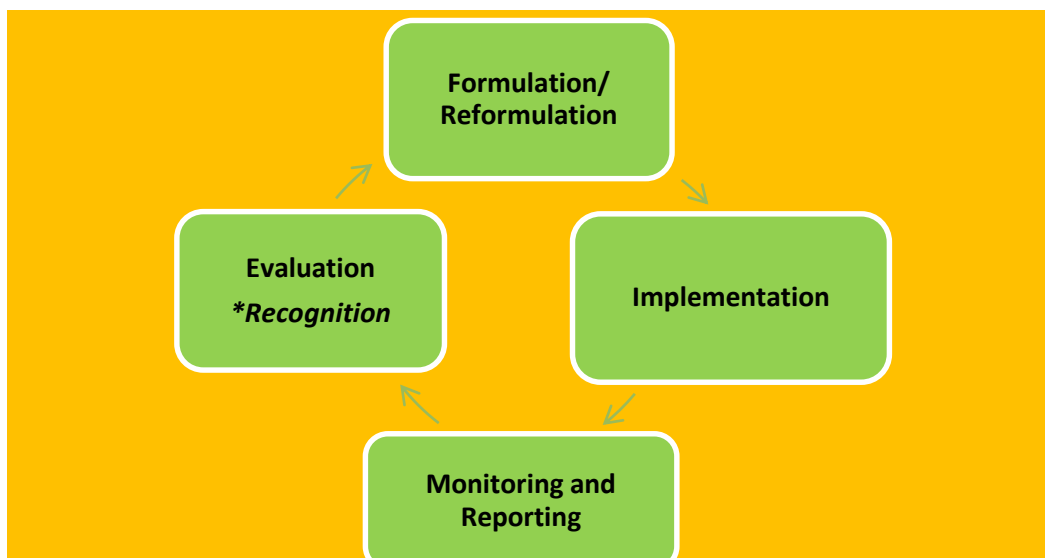 Formulation/
Reformulation
Implementation
Monitoring and
Reporting
Evaluation
*Recognition